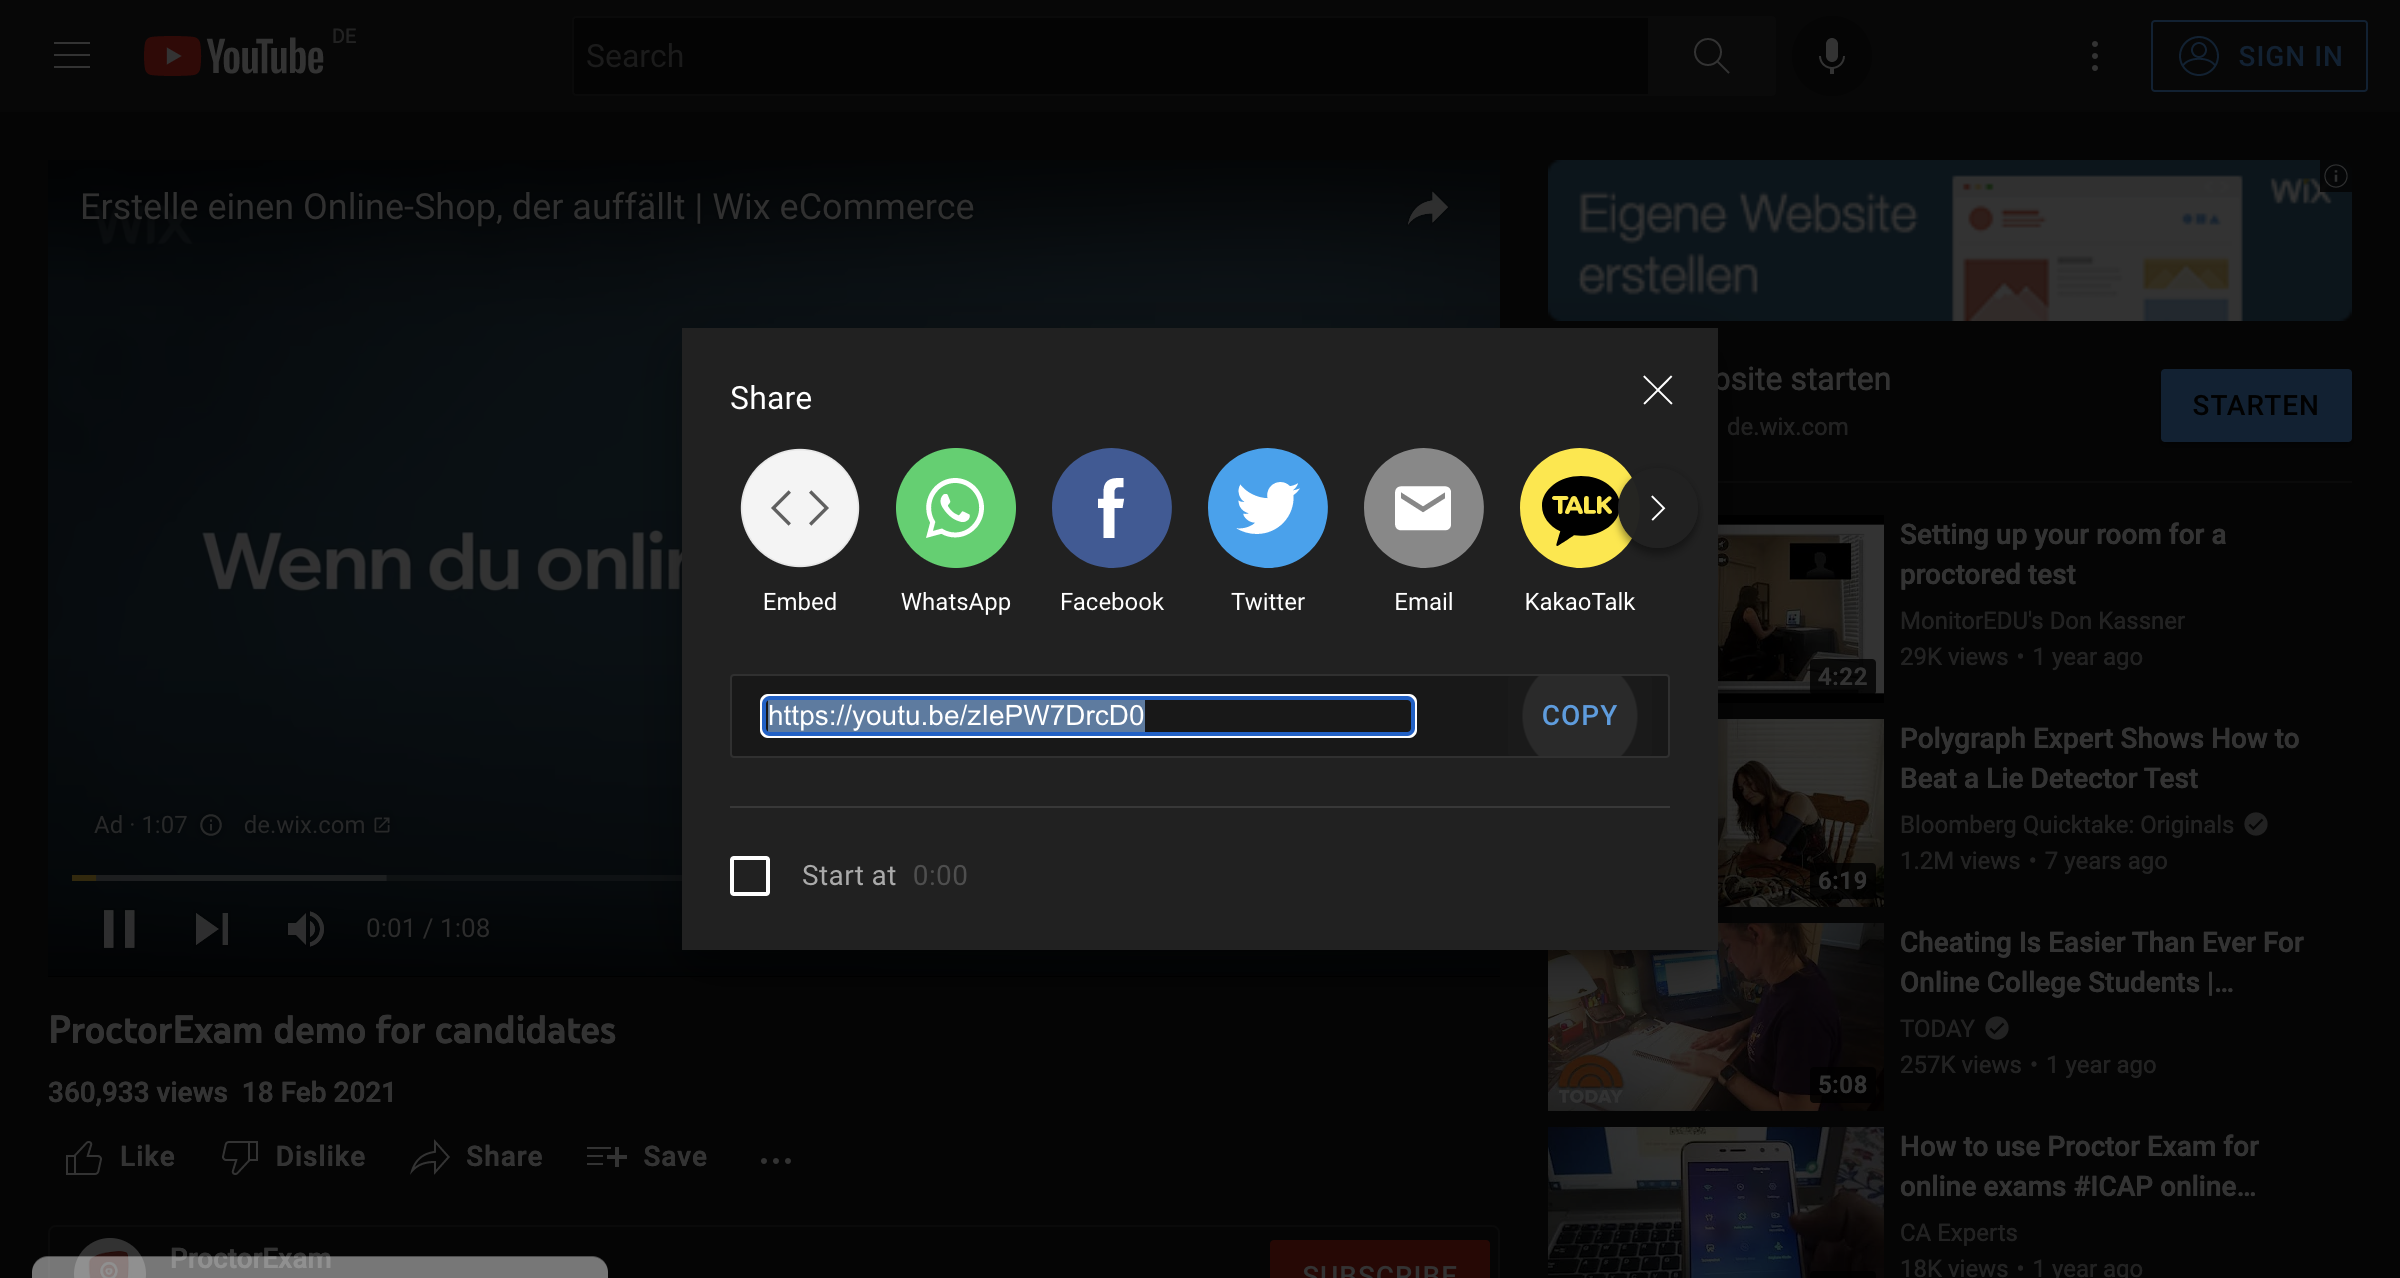 YouTube DE
Search
SIGN IN
Erstelle einen Online-Shop, der auffällt | Wix eCommerce
WiX
Wenn du onlin
Ad · 1:07 de.wix.com
0:01 / 1:08
Eigene Website
erstellen
WiX
osite starten
de.wix.com
STARTEN
Share
Embed
WhatsApp
Facebook
Twitter
Email
TALK
KakaoTalk
https://youtu.be/zIePW7DrcD0
COPY
Start at 0:00
ProctorExam demo for candidates
360,933 views 18 Feb 2021
Like
Dislike
Share
Save
ProctorExam
SUBSCRIBE
Setting up your room for a
proctored test
MonitorEDU's Don Kassner
29K views • 1 year ago
4:22
Polygraph Expert Shows How to
Beat a Lie Detector Test
Bloomberg Quicktake: Originals
1.2M views • 7 years ago
6:19
Cheating Is Easier Than Ever For
Online College Students |...
TODAY
257K views • 1 year ago
5:08
TODAY
How to use Proctor Exam for
online exams #ICAP online...
CA Experts
18K views • 1 year ago